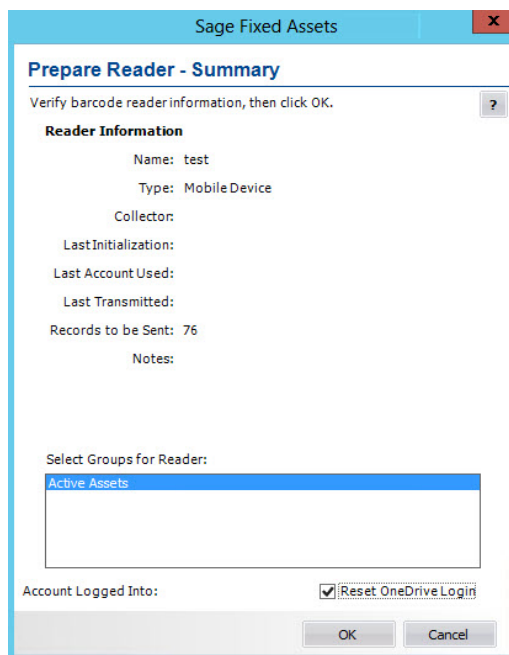 Sage Fixed Assets
x
Prepare Reader - Summary
Verify barcode reader information, then click OK.
?
Reader Information
Name: test
Type: Mobile Device
Collector:
Last Initialization:
Last Account Used:
Last Transmitted:
Records to be Sent: 76
Notes:
Select Groups for Reader:
Active Assets
Account Logged Into:
Reset OneDrive Login
OK Cancel